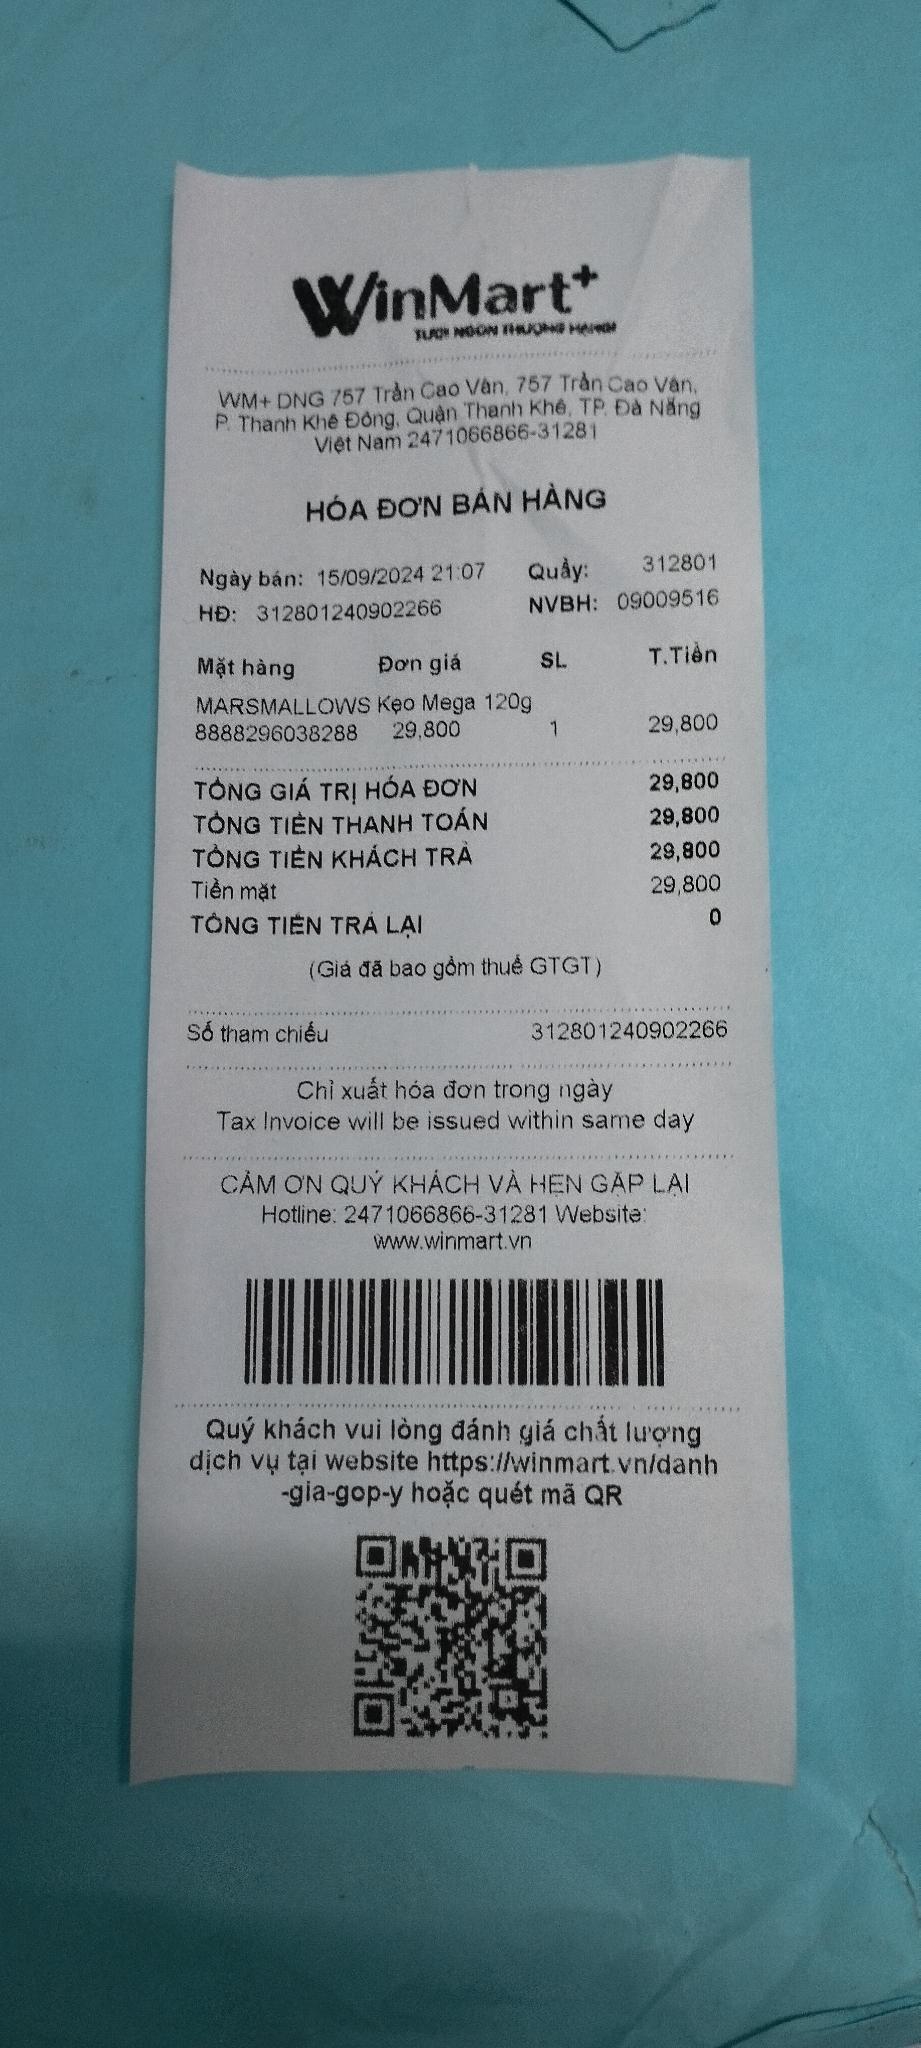 WinMart+
TƯƠI NGON THƯỢNG HẠNG!
WM+ DNG 757 Trần Cao Vân, 757 Trần Cao Vân,
P. Thanh Khê Đông, Quận Thanh Khê, TP. Đà Nẵng
Việt Nam 2471066866-31281
HÓA ĐƠN BÁN HÀNG
Ngày bán: 15/09/2024 21:07 Quầy: 312801
HĐ: 312801240902266 NVBH: 09009516
Mặt hàng Đơn giá SL T.Tiền
MARSMALLOWS Kẹo Mega 120g
8888296038288 29,800 1 29,800
TỔNG GIÁ TRỊ HÓA ĐƠN 29,800
TỔNG TIỀN THANH TOÁN 29,800
TỔNG TIỀN KHÁCH TRẢ 29,800
Tiền mặt 29,800
TỔNG TIỀN TRẢ LẠI 0
(Giá đã bao gồm thuế GTGT)
Số tham chiếu 312801240902266
Chỉ xuất hóa đơn trong ngày
Tax Invoice will be issued within same day
CẢM ƠN QUÝ KHÁCH VÀ HẸN GẶP LẠI
Hotline: 2471066866-31281 Website:
www.winmart.vn
Quý khách vui lòng đánh giá chất lượng
dịch vụ tại website https://winmart.vn/danh
-gia-gop-y hoặc quét mã QR